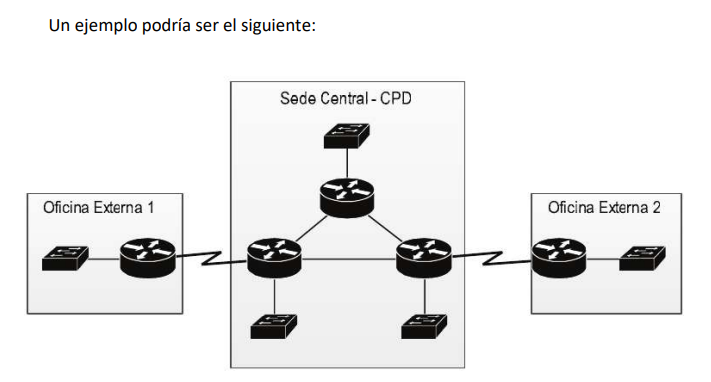 Un ejemplo podría ser el siguiente:
Sede Central - CPD
Oficina Externa 1
Oficina Externa 2